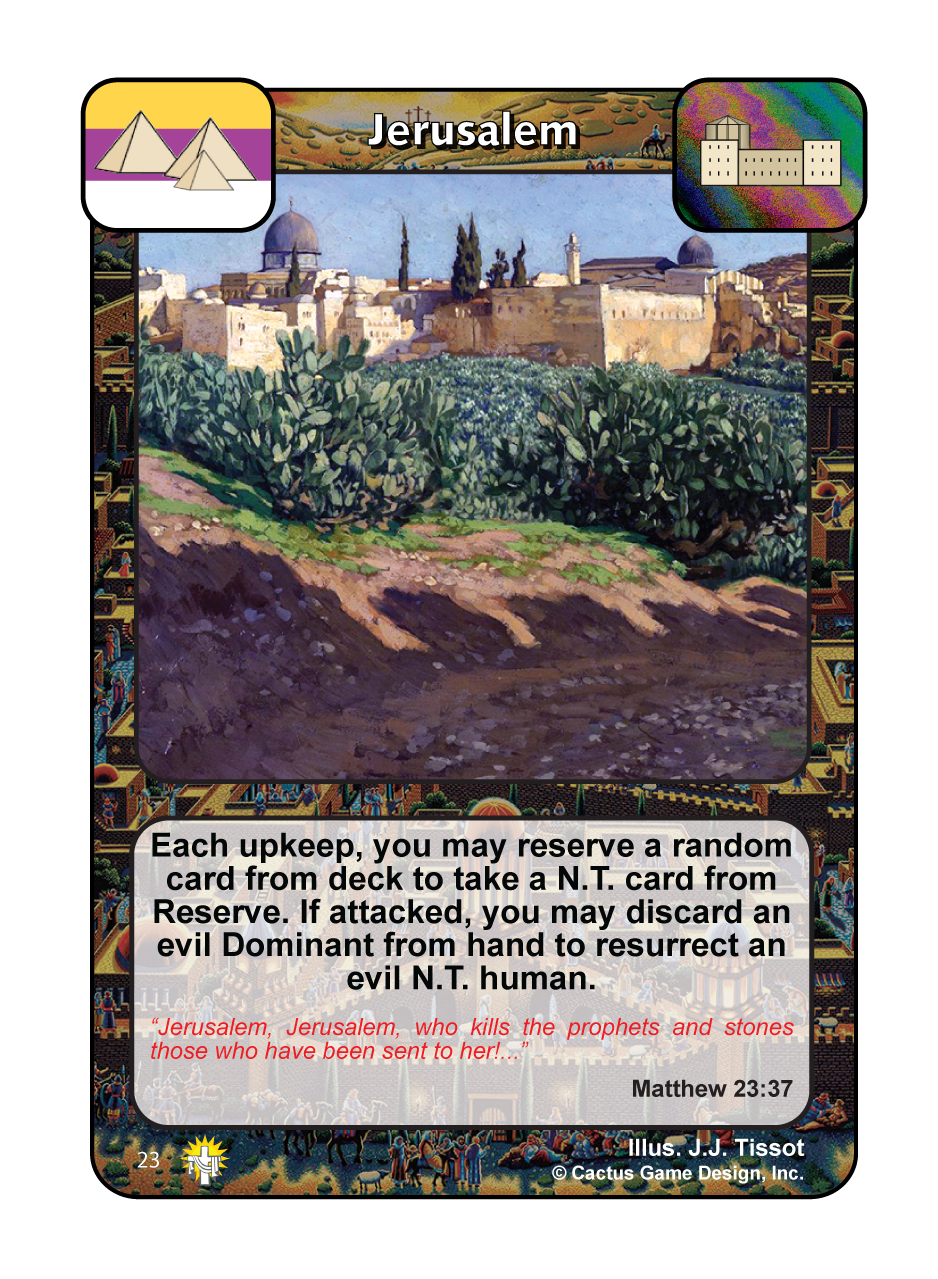 Jerusalem
Each upkeep, you may reserve a random
card from deck to take a N.T. card from
Reserve. If attacked, you may discard an
evil Dominant from hand to resurrect an
evil N.T. human.
“Jerusalem, Jerusalem, who kills the prophets and stones
those who have been sent to her!...”
Matthew 23:37
23
Illus. J.J. Tissot
© Cactus Game Design, Inc.